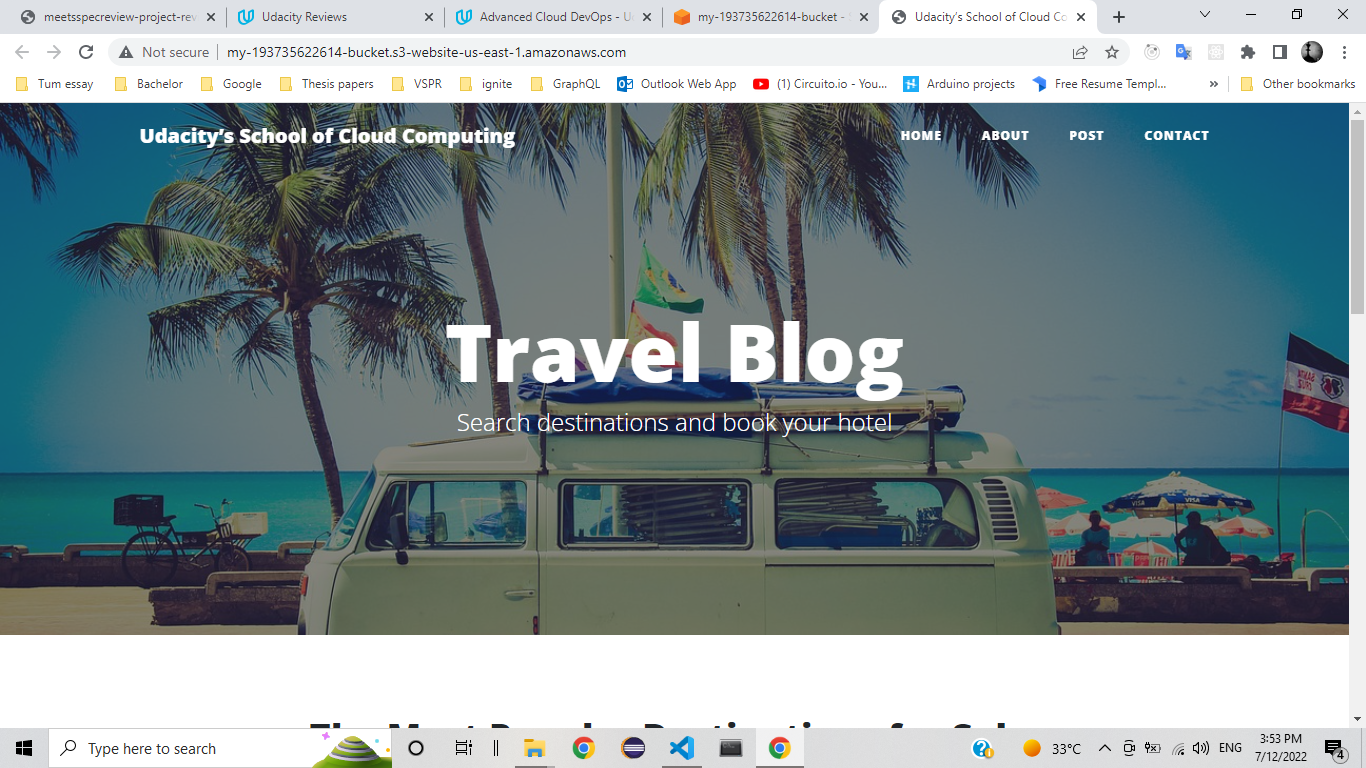 meetsspecreview-project-rev
Udacity Reviews
Advanced Cloud DevOps - U
my-193735622614-bucket -
Udacity's School of Cloud Co
Not secure
my-193735622614-bucket.s3-website-us-east-1.amazonaws.com
Tum essay
Bachelor
Google
Thesis papers
VSPR
ignite
GraphQL
Outlook Web App
(1) Circuito.io - You...
Arduino projects
Free Resume Templ...
»
Other bookmarks
Udacity’s School of Cloud Computing
HOME
ABOUT
POST
CONTACT
Travel Blog
Search destinations and book your hotel
VISA
VISA
Type here to search
33°C
ENG
3:53 PM
7/12/2022
4